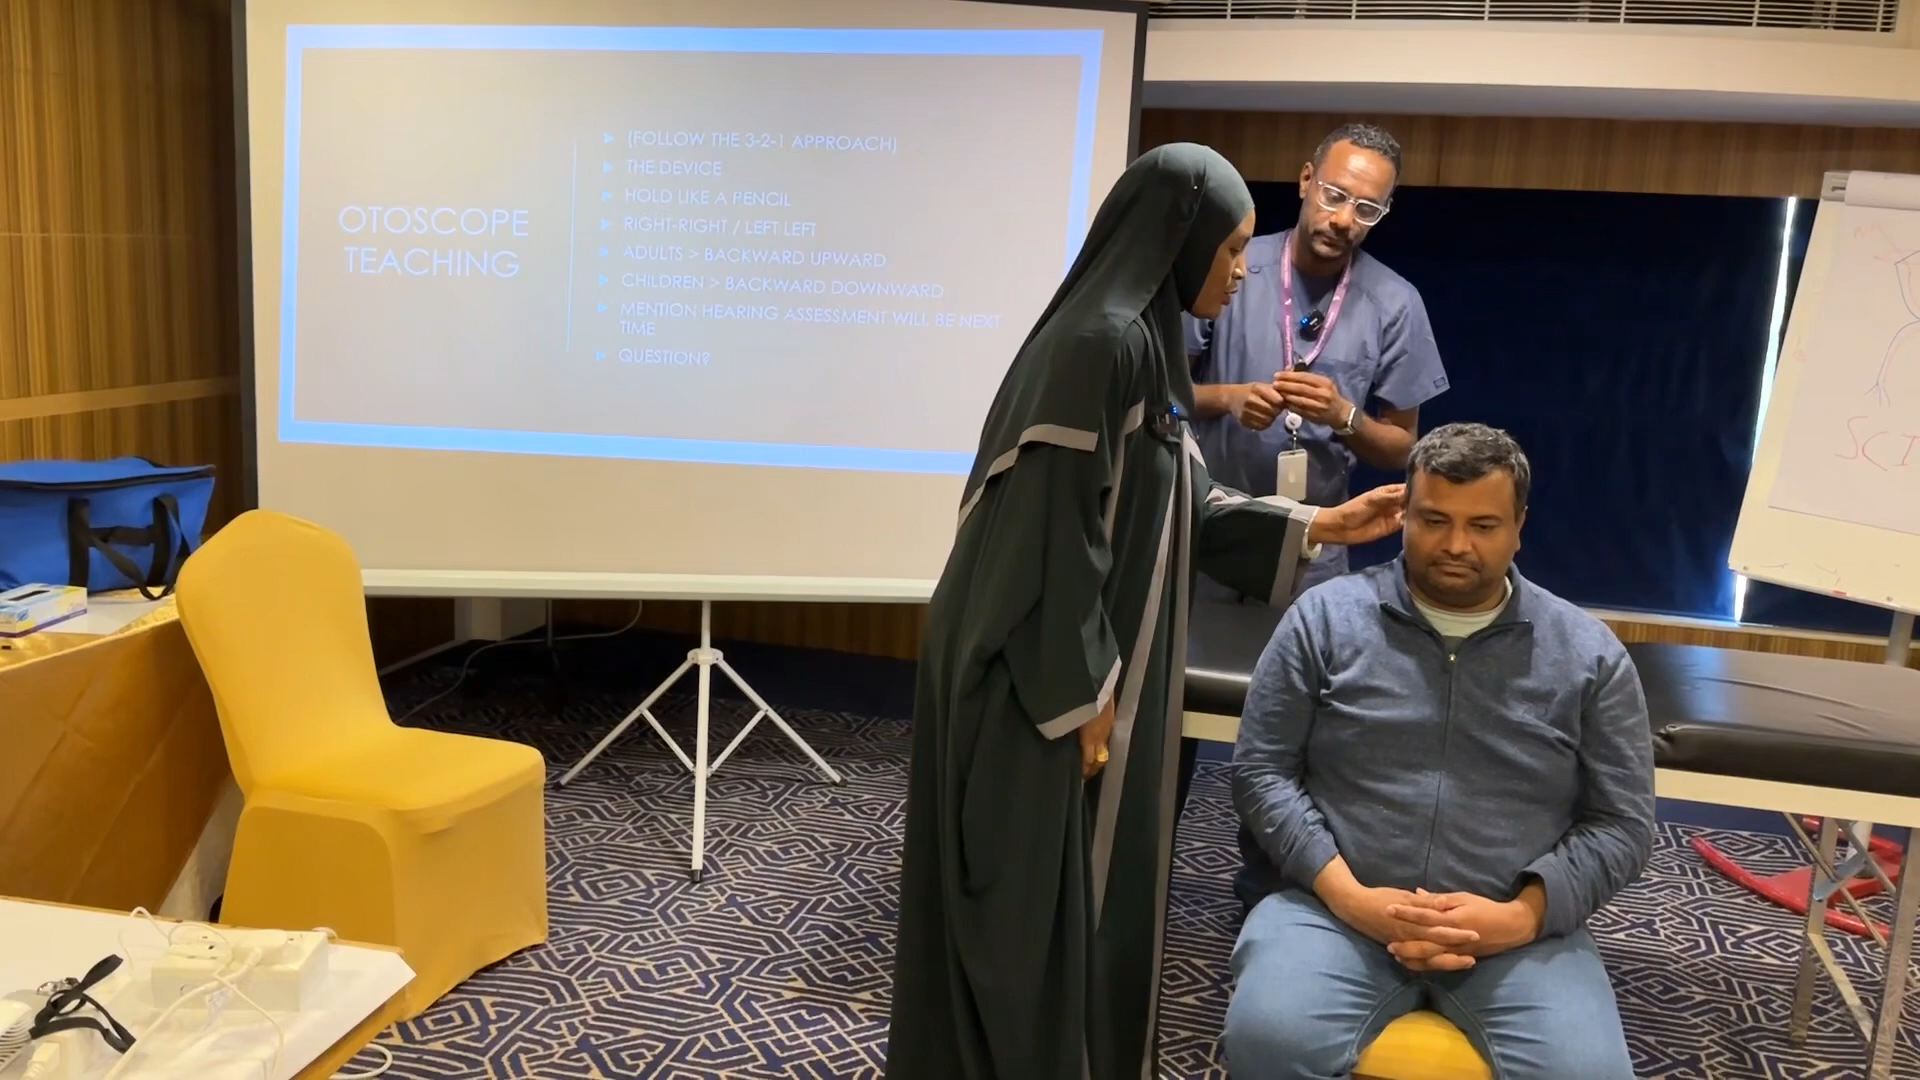 OTOSCOPE
TEACHING
(FOLLOW THE 3-2-1 APPROACH)
THE DEVICE
HOLD LIKE A PENCIL
RIGHT-RIGHT / LEFT LEFT
ADULTS > BACKWARD UPWARD
CHILDREN > BACKWARD DOWNWARD
MENTION HEARING ASSESSMENT WILL BE NEXT
TIME
QUESTION?